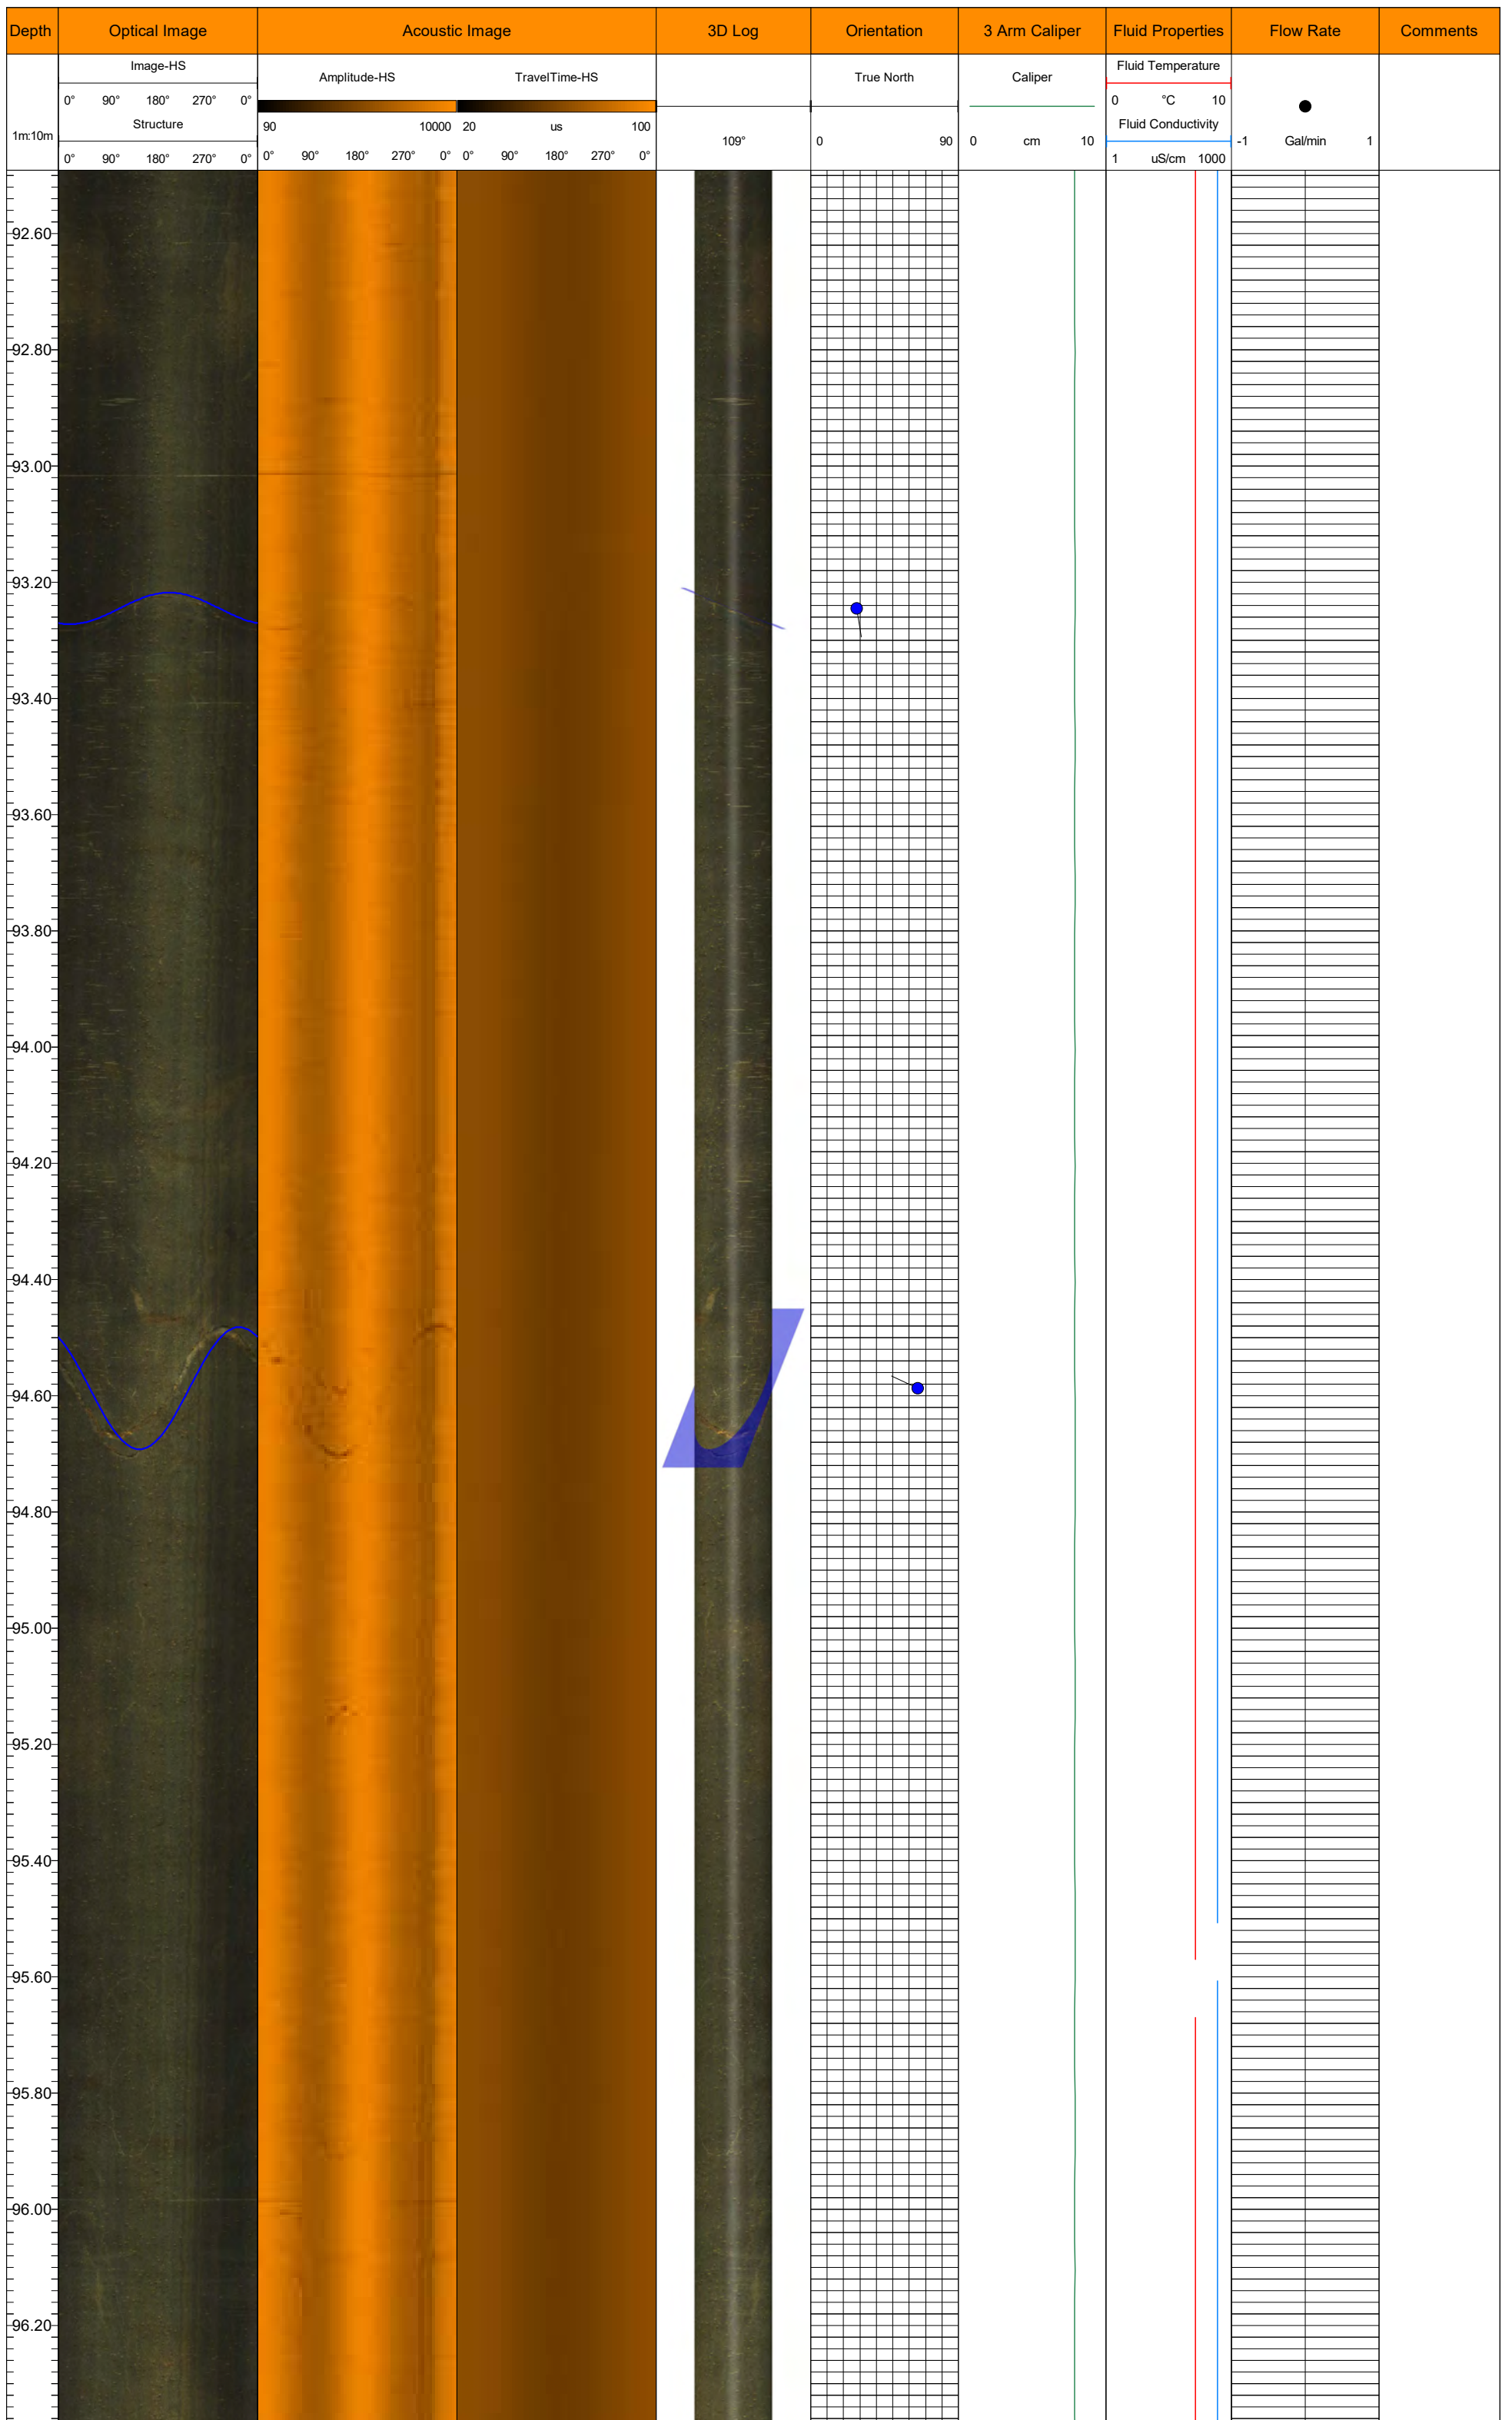 Depth Optical Image Acoustic Image 3D Log Orientation 3 Arm Caliper Fluid Properties Flow Rate Comments
1m:10m
Image-HS
0° 90° 180° 270° 0°
Structure
0° 90° 180° 270° 0°
Amplitude-HS
90 10000
0° 90° 180° 270° 0°
TravelTime-HS
20 us 100
0° 90° 180° 270° 0°
109°
True North
0 90
Caliper
0 cm 10
Fluid Temperature
0 °C 10
Fluid Conductivity
1 uS/cm 1000
-1 Gal/min 1
92.60
92.80
93.00
93.20
93.40
93.60
93.80
94.00
94.20
94.40
94.60
94.80
95.00
95.20
95.40
95.60
95.80
96.00
96.20